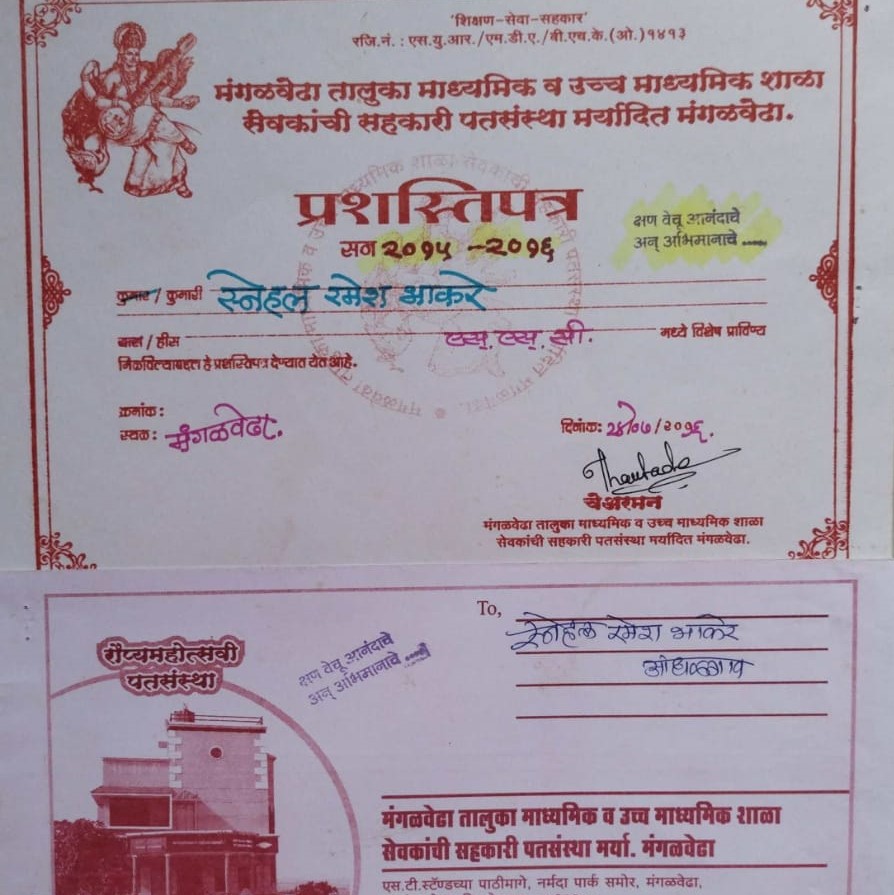 'शिक्षण-सेवा-सहकार'
रजि.नं. : एस.यु.आर./एम.डी.ए./बी.एच.के.(ओ.)१४१३
मंगळवेढा तालुका माध्यमिक व उच्च माध्यमिक शाळा
सेवकांची सहकारी पतसंस्था मर्यादित मंगळवेढा.
प्रशस्तिपत्र
क्षण वेचू आनंदाचे
अन् अभिमानाचे .....
सन २०१५ -२०१६
कुमार / कुमारी स्नेहल रमेश आकरे
यास / हीस एस. एस. सी. मध्ये विशेष प्राविण्य
मिळविल्याबद्दल हे प्रशस्तिपत्र देण्यात येत आहे.
क्रमांक :
स्थळ : मंगळवेढा.
दिनांक: २४/०७/२०१६.
चेअरमन
मंगळवेढा तालुका माध्यमिक व उच्च माध्यमिक शाळा
सेवकांची सहकारी पतसंस्था मर्यादित मंगळवेढा.
To,
स्नेहल रमेश आकरे
रौप्यमहोत्सवी
पतसंस्था
क्षण वेचू आनंदाचे
अन् अभिमानाचे .....
मंगळवेढा तालुका माध्यमिक व उच्च माध्यमिक शाळा
सेवकांची सहकारी पतसंस्था मर्या. मंगळवेढा
एस.टी.स्टॅण्डच्या पाठीमागे, नर्मदा पार्क समोर, मंगळवेढा,